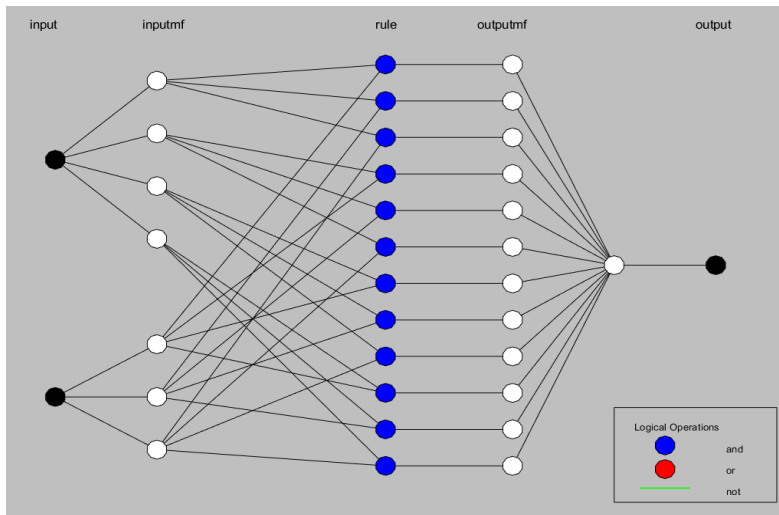 input inputmf rule outputmf output
Logical Operations
and
or
not